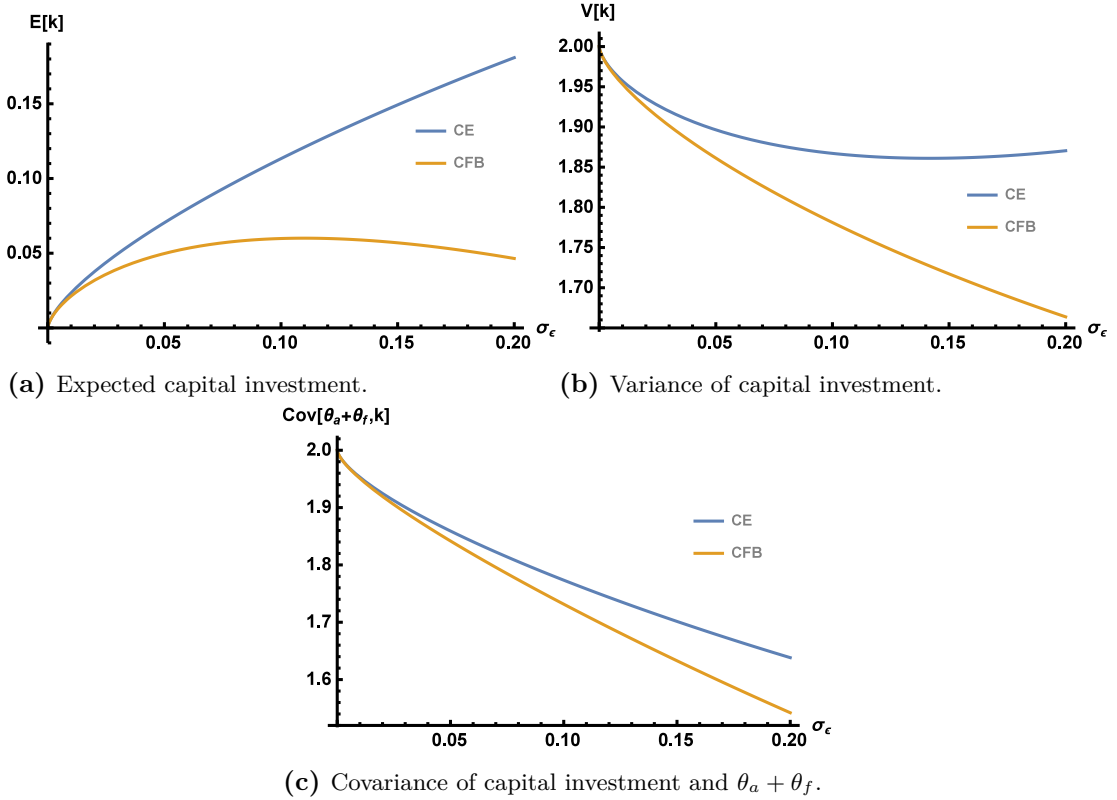 E[k]
0.15
0.10
0.05
0.05
0.10
0.15
0.20
σϵ
CE
CFB
(a) Expected capital investment.
V[k]
2.00
1.95
1.90
1.85
1.80
1.75
1.70
0.05
0.10
0.15
0.20
σϵ
CE
CFB
(b) Variance of capital investment.
Cov[θa+θf,k]
2.0
1.9
1.8
1.7
1.6
0.05
0.10
0.15
0.20
σϵ
CE
CFB
(c) Covariance of capital investment and θa + θf.